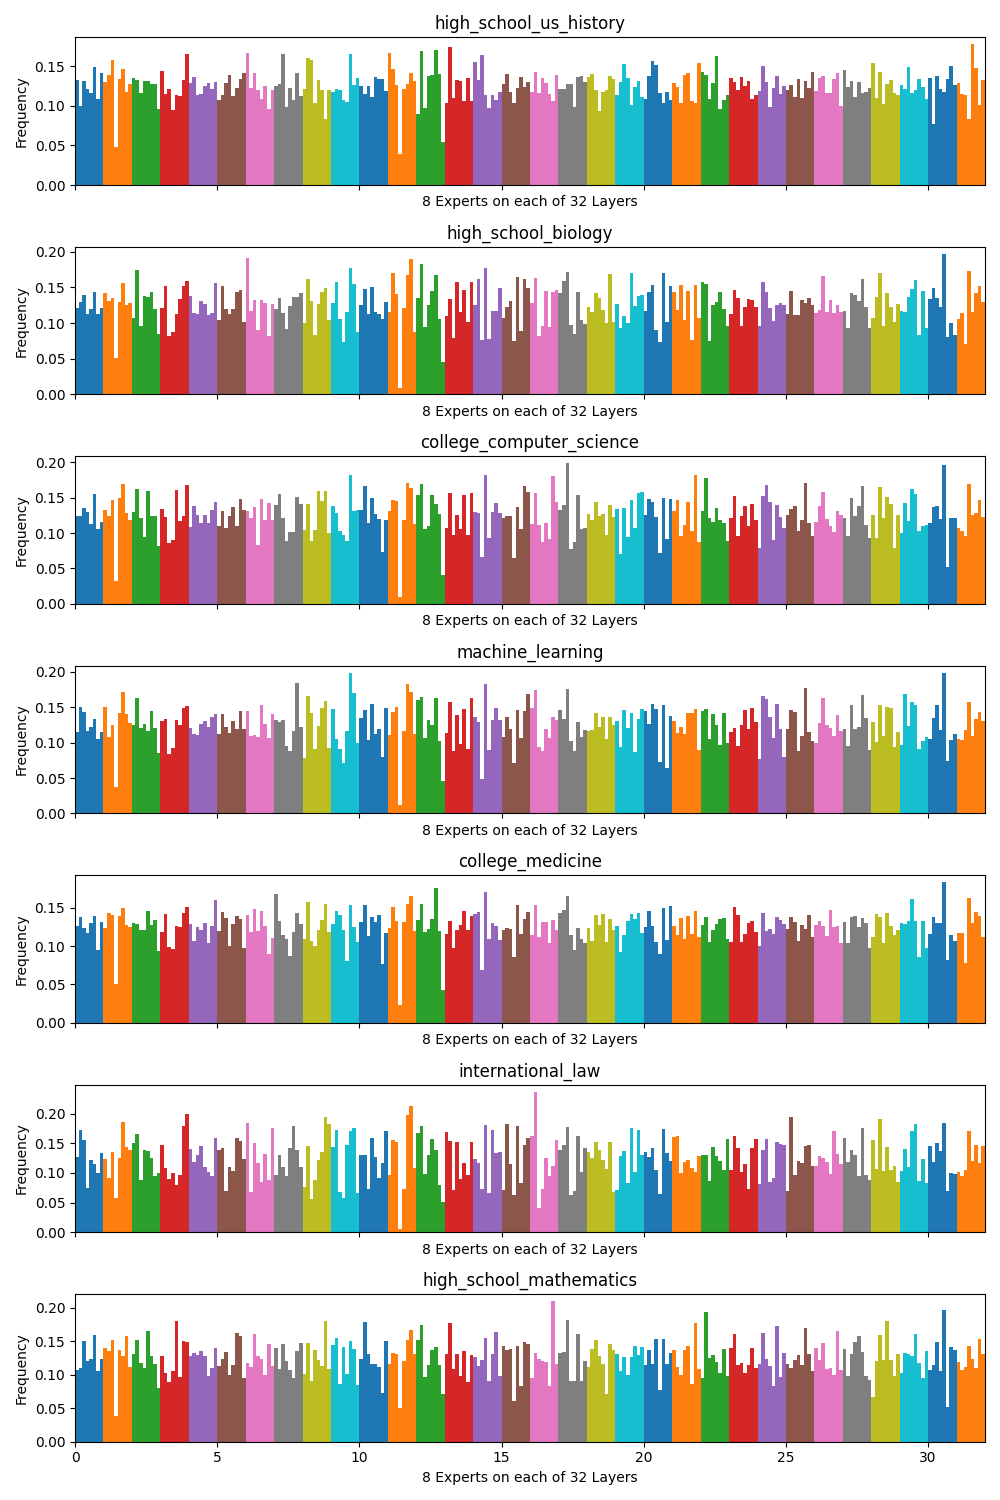 high_school_us_history
0.15
0.10
0.05
0.00
Frequency
8 Experts on each of 32 Layers
high_school_biology
0.20
0.15
0.10
0.05
0.00
Frequency
8 Experts on each of 32 Layers
college_computer_science
0.20
0.15
0.10
0.05
0.00
Frequency
8 Experts on each of 32 Layers
machine_learning
0.20
0.15
0.10
0.05
0.00
Frequency
8 Experts on each of 32 Layers
college_medicine
0.15
0.10
0.05
0.00
Frequency
8 Experts on each of 32 Layers
international_law
0.20
0.15
0.10
0.05
0.00
Frequency
8 Experts on each of 32 Layers
high_school_mathematics
0.20
0.15
0.10
0.05
0.00
Frequency
0 5 10 15 20 25 30
8 Experts on each of 32 Layers